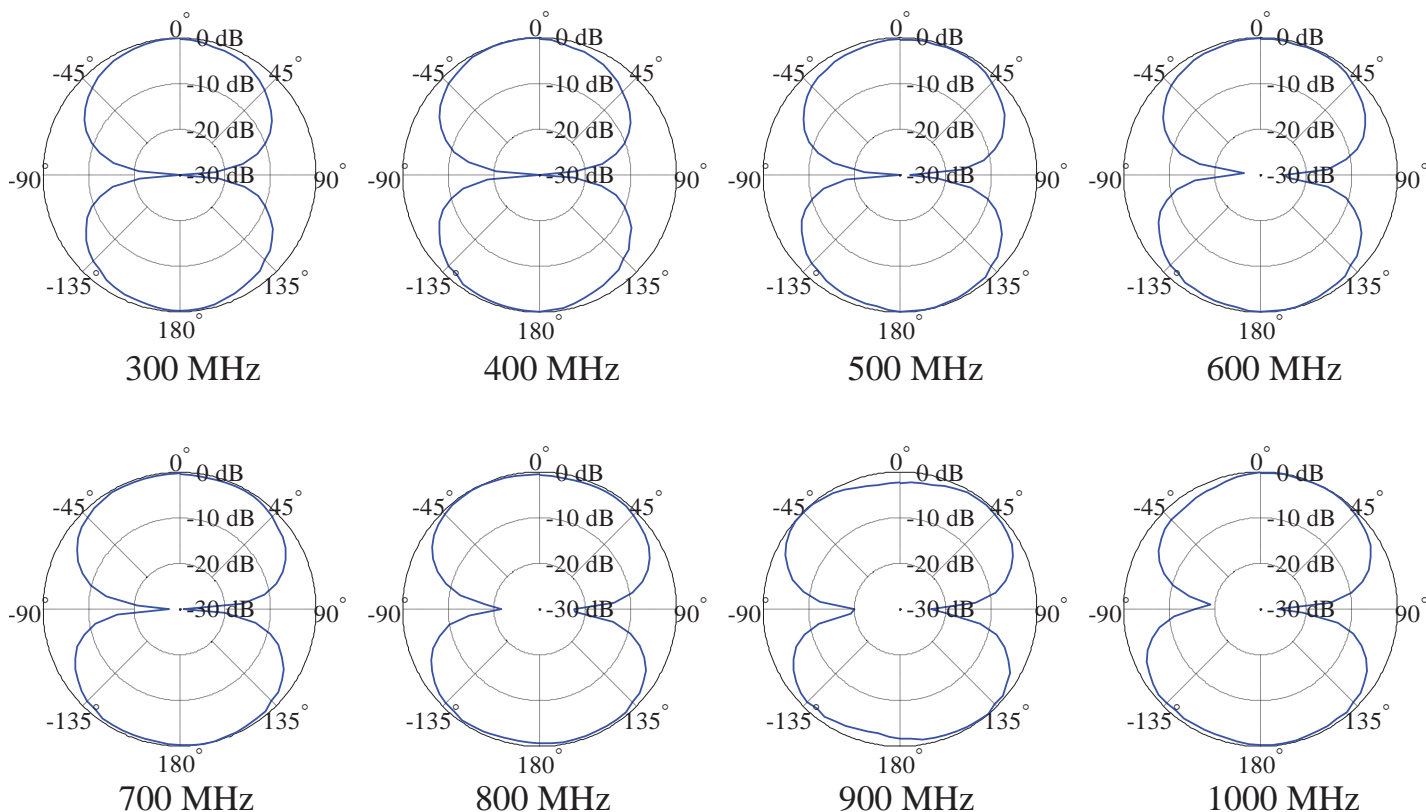 0° 0° 0° 0°
0 dB 0 dB 0 dB 0 dB
-45° 45° -45° 45° -45° 45° -45° 45°
-10 dB -10 dB -10 dB -10 dB
-20 dB -20 dB -20 dB -20 dB
-90° -30 dB 90° -90° -30 dB 90° -90° -30 dB 90° -90° -30 dB 90°
-135° 135° -135° 135° -135° 135° -135° 135°
180° 180° 180° 180°
300 MHz 400 MHz 500 MHz 600 MHz
0° 0° 0° 0°
0 dB 0 dB 0 dB 0 dB
-45° 45° -45° 45° -45° 45° -45° 45°
-10 dB -10 dB -10 dB -10 dB
-20 dB -20 dB -20 dB -20 dB
-90° -30 dB 90° -90° -30 dB 90° -90° -30 dB 90° -90° -30 dB 90°
-135° 135° -135° 135° -135° 135° -135° 135°
180° 180° 180° 180°
700 MHz 800 MHz 900 MHz 1000 MHz